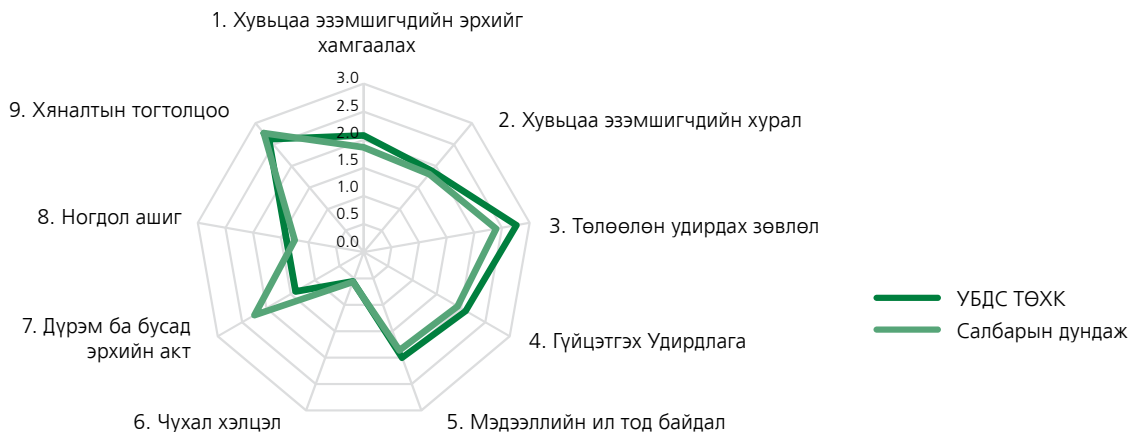 1. Хувьцаа эзэмшигчдийн эрхийг
хамгаалах
2. Хувьцаа эзэмшигчдийн хурал
3. Төлөөлөн удирдах зөвлөл
4. Гүйцэтгэх Удирдлага
5. Мэдээллийн ил тод байдал
6. Чухал хэлцэл
7. Дүрэм ба бусад
эрхийн акт
8. Ногдол ашиг
9. Хяналтын тогтолцоо
3.0
2.5
2.0
1.5
1.0
0.5
0.0
УБДС ТӨХК
Салбарын дундаж